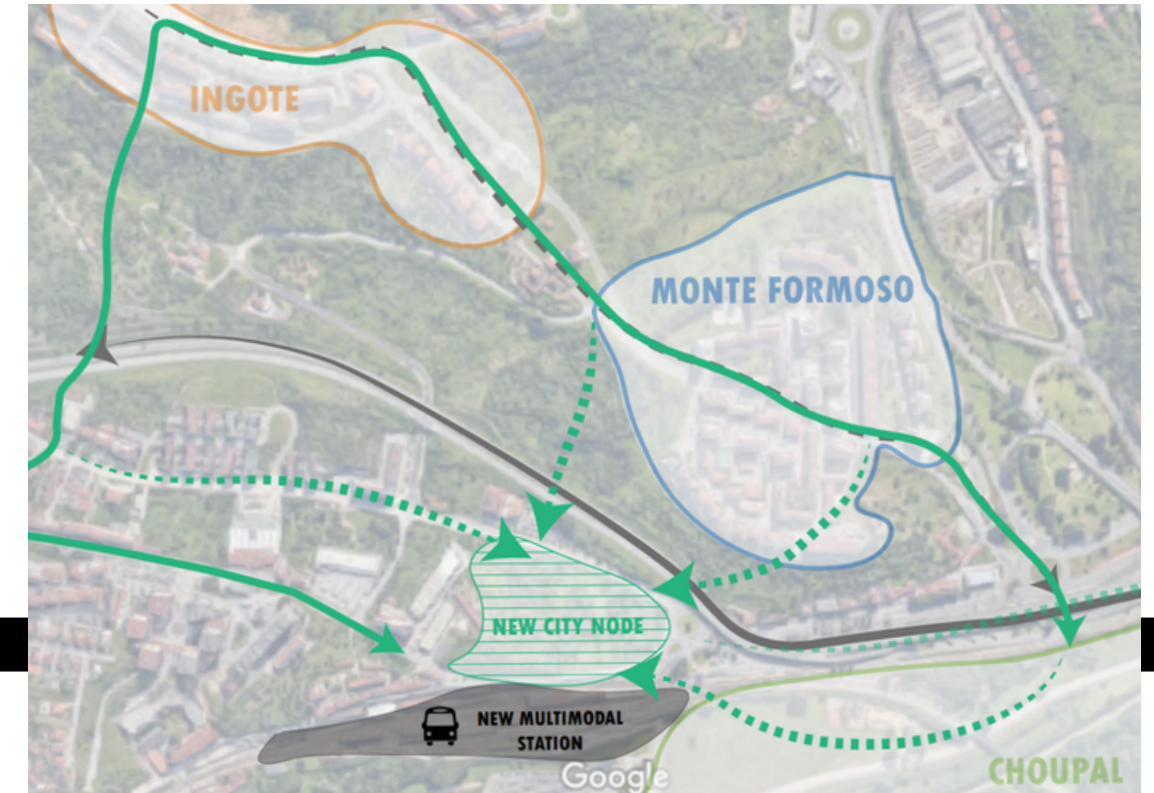 INGOTE
MONTE FORMOSO
NEW CITY NODE
NEW MULTIMODAL
STATION
Google
CHOUPAL